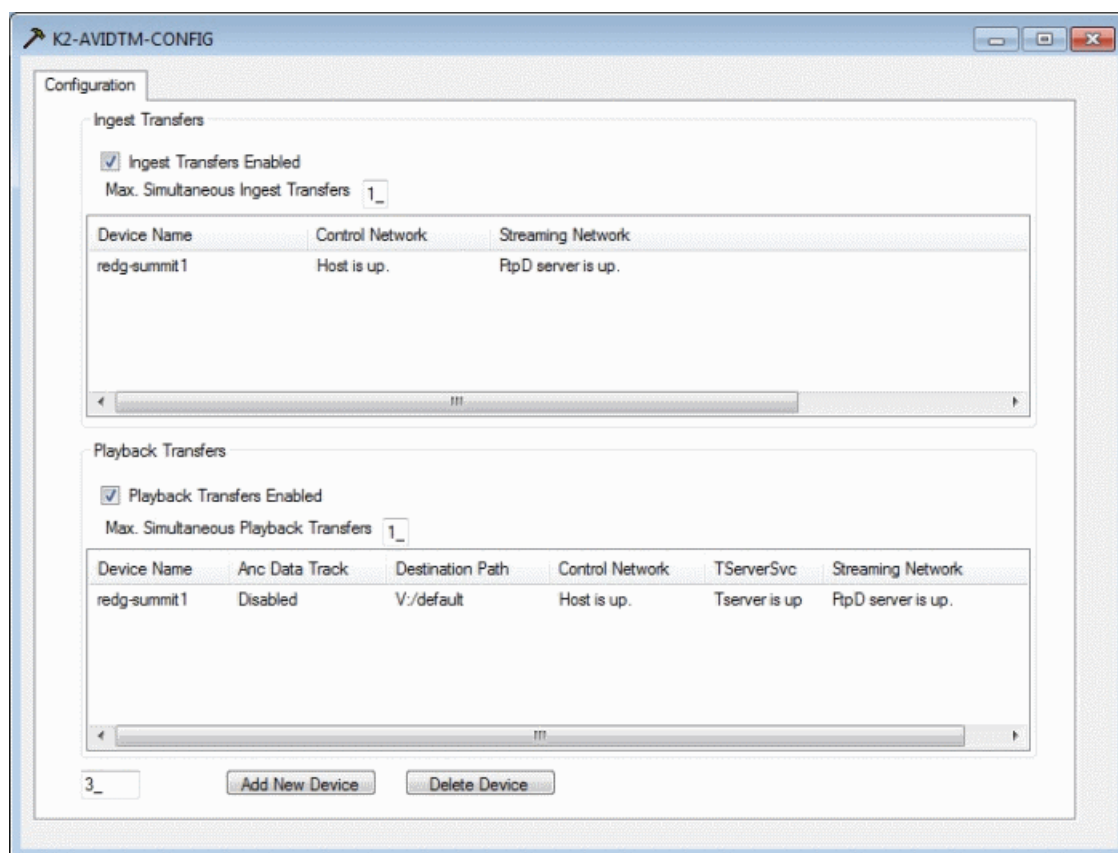 K2-AVIDTM-CONFIG
Configuration
Ingest Transfers
Ingest Transfers Enabled
Max. Simultaneous Ingest Transfers 1_
Device Name Control Network Streaming Network
redg-summit1 Host is up. FtpD server is up.
Playback Transfers
Playback Transfers Enabled
Max. Simultaneous Playback Transfers 1_
Device Name Anc Data Track Destination Path Control Network TServerSvc Streaming Network
redg-summit1 Disabled V:/default Host is up. Tserver is up FtpD server is up.
3_ Add New Device Delete Device